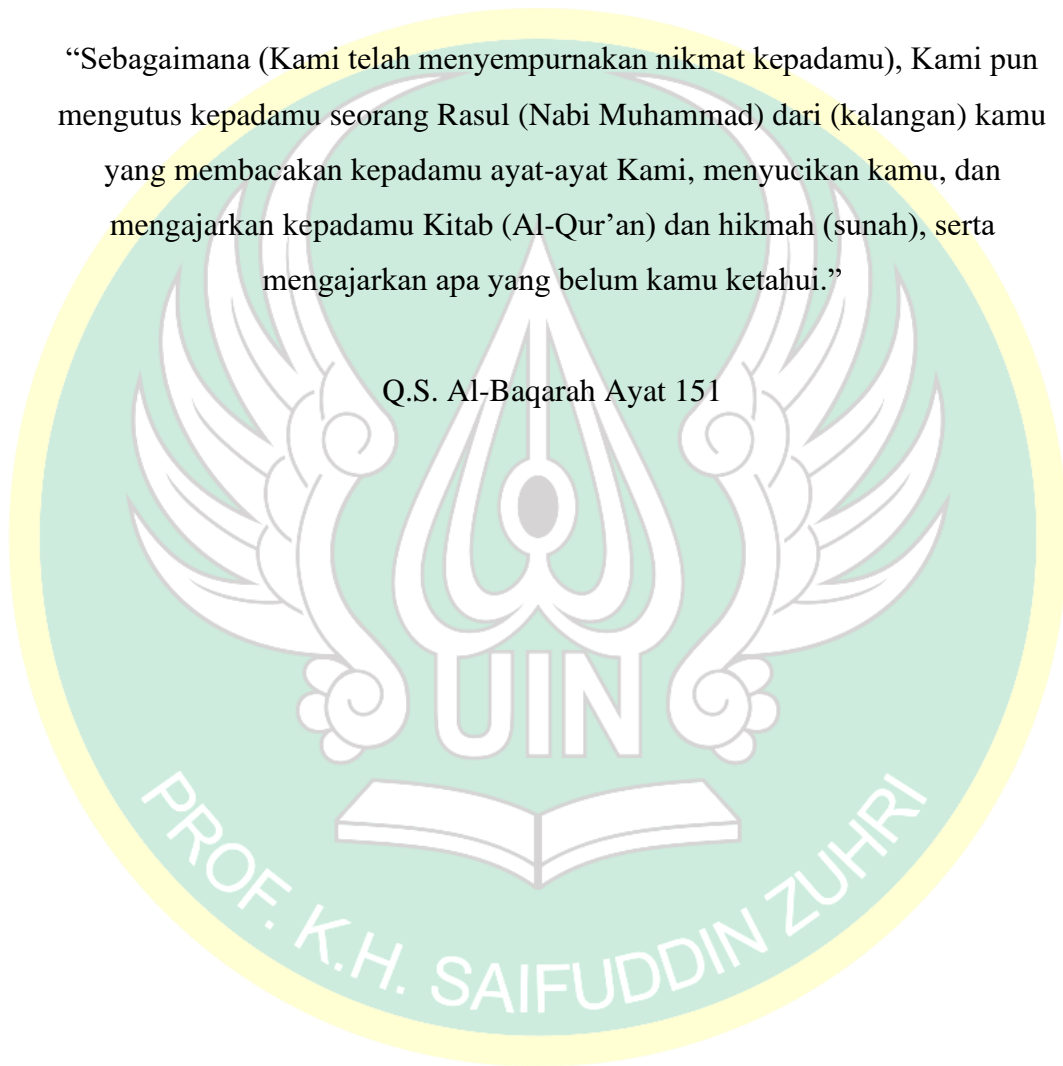 “Sebagaimana (Kami telah menyempurnakan nikmat kepadamu), Kami pun
mengutus kepadamu seorang Rasul (Nabi Muhammad) dari (kalangan) kamu
yang membacakan kepadamu ayat-ayat Kami, menyucikan kamu, dan
mengajarkan kepadamu Kitab (Al-Qur’an) dan hikmah (sunah), serta
mengajarkan apa yang belum kamu ketahui.”
Q.S. Al-Baqarah Ayat 151
UIN
PROF. K.H. SAIFUDDIN ZUHRI